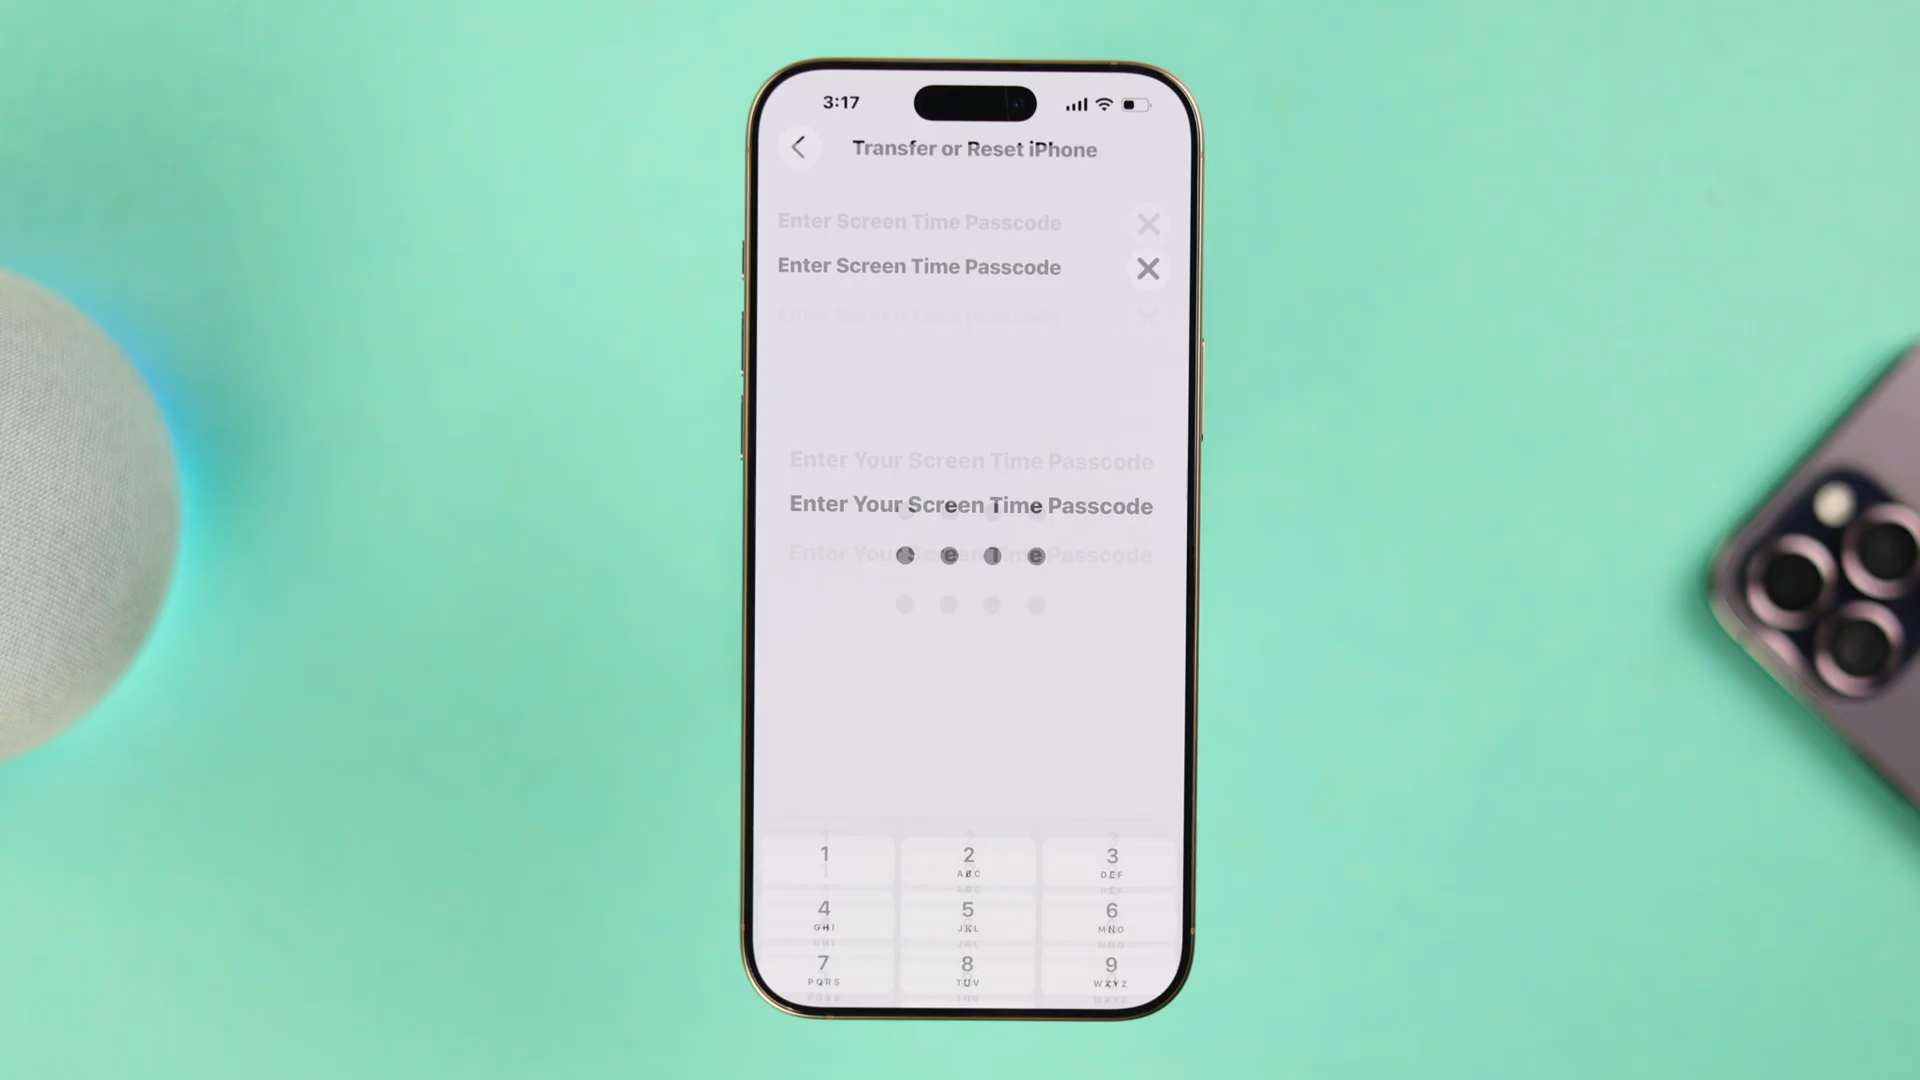 3:17
Transfer or Reset iPhone
Enter Screen Time Passcode
Enter Screen Time Passcode
Enter Screen Time Passcode
Enter Your Screen Time Passcode
Enter Your Screen Time Passcode
Enter Your Screen Time Passcode
1 2 3
ABC DEF
4 5 6
GHI JKL MNO
7 8 9
PQRS TUV WXYZ